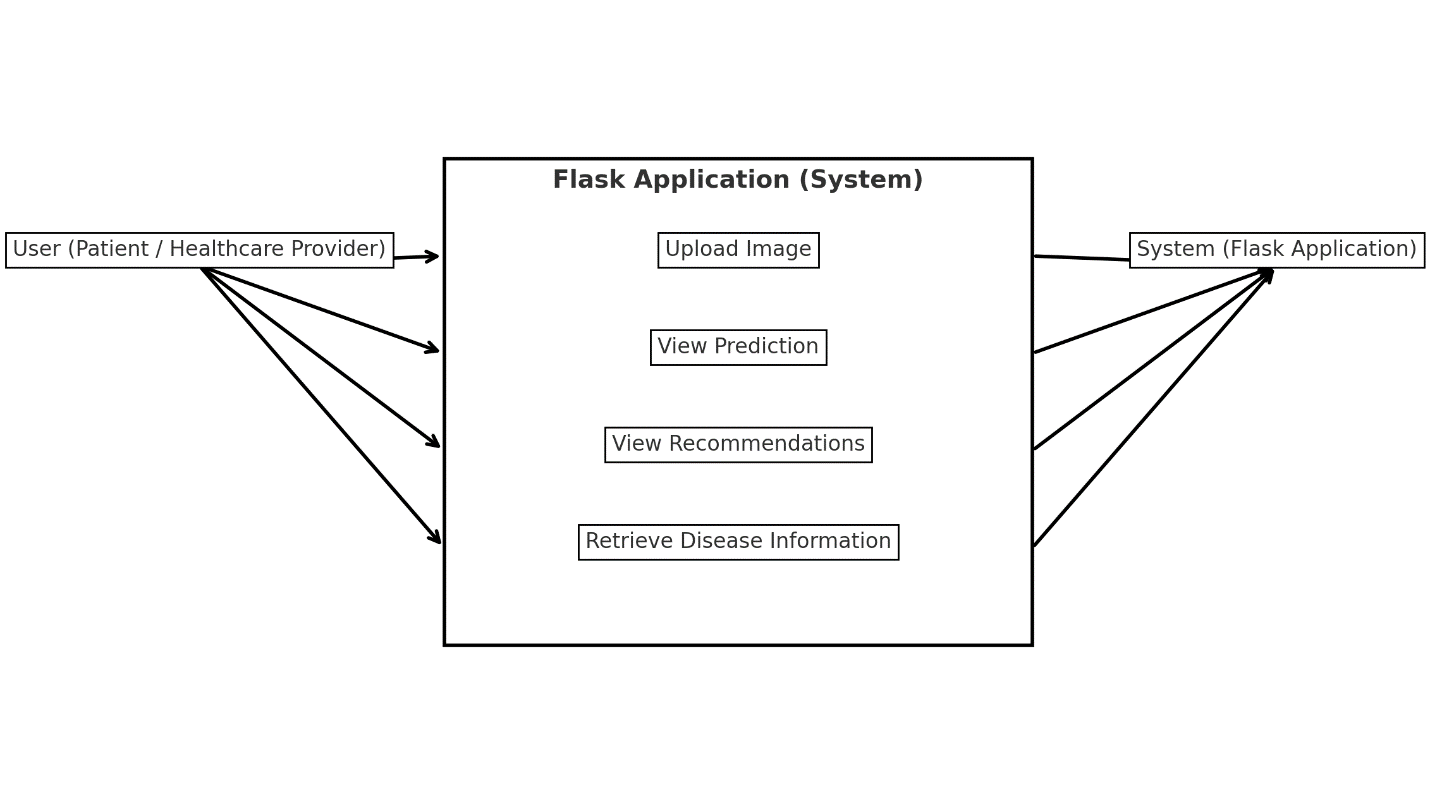 Flask Application (System)
User (Patient / Healthcare Provider)
Upload Image
System (Flask Application)
View Prediction
View Recommendations
Retrieve Disease Information